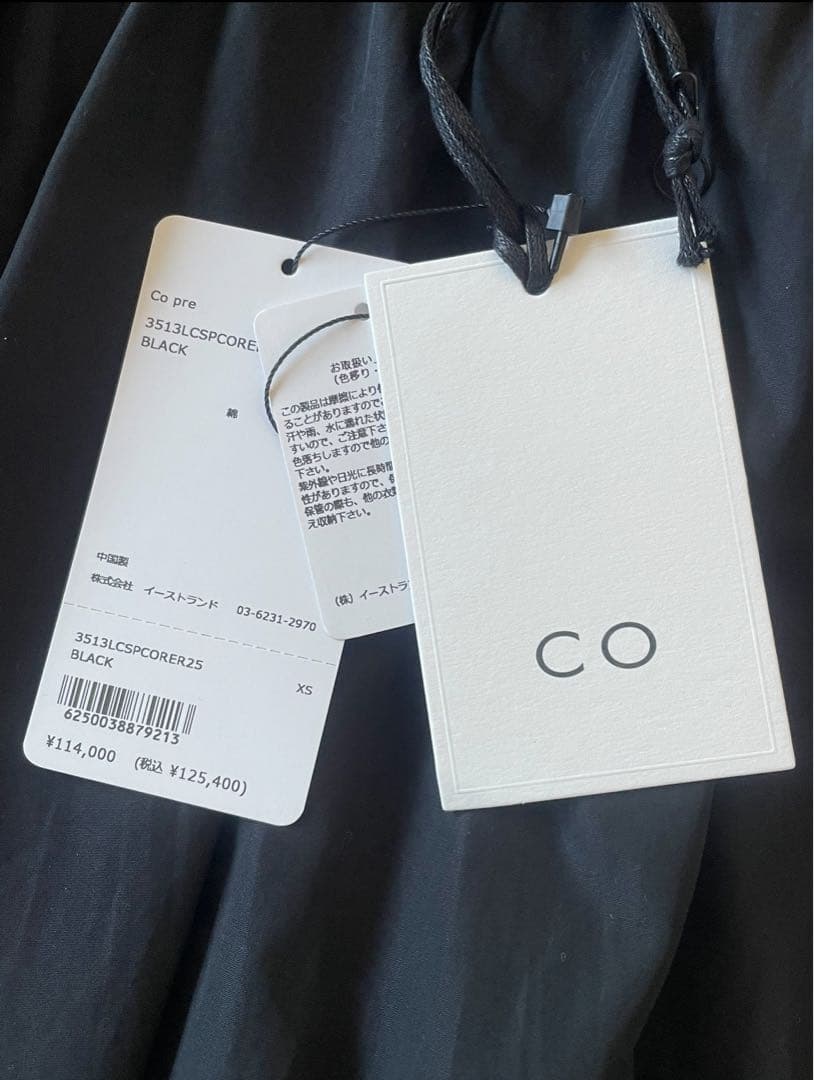 Co pre
3513LCSPCORER
BLACK
綿
中国製
株式会社 イーストランド 03-6231-2970
3513LCSPCORER25
BLACK
XS
6250038879213
¥114,000 (税込 ¥125,400)
お取扱い
(色移り
この製品は摩擦により
ることがありますので
汗や雨、水に濡れた状
すいので、ご注意下さ
色落ちしますので他の
下さい。
紫外線や日光に長時間
性がありますので、保
保管の際も、他の衣類
え収納下さい。
(株) イーストラ
CO